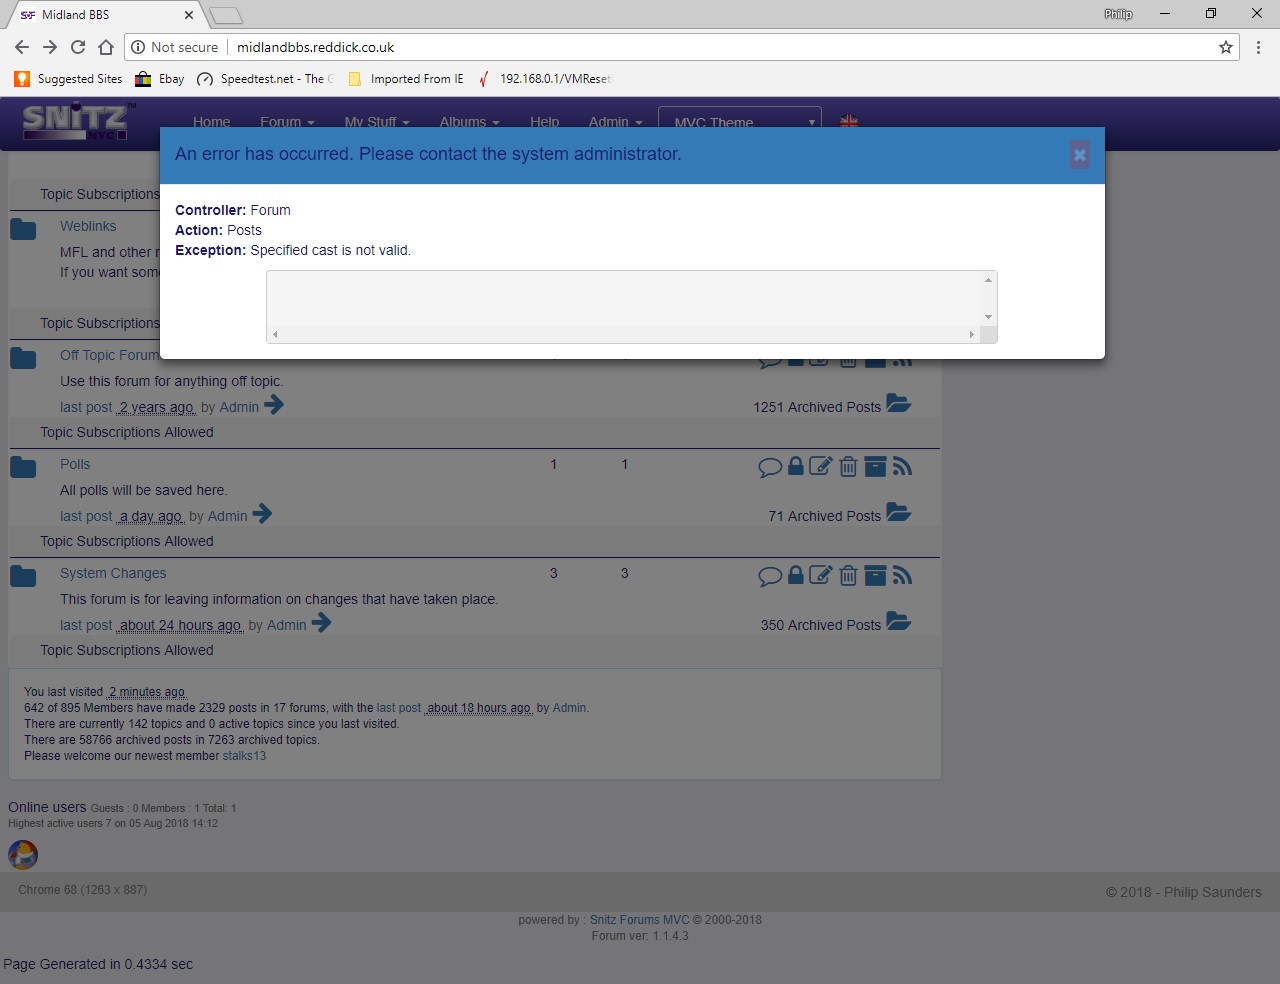 Midland BBS
Philip
Not secure midlandbbs.reddick.co.uk
Suggested Sites Ebay Speedtest.net - The G Imported From IE 192.168.0.1/VMReset
SNiTZ™ MVC Home Forum My Stuff Albums Help Admin MVC Theme
An error has occurred. Please contact the system administrator.
Controller: Forum
Action: Posts
Exception: Specified cast is not valid.
Topic Subscriptions
Weblinks
MFL and other
If you want som
Topic Subscriptions
Off Topic Forum
Use this forum for anything off topic.
last post 2 years ago by Admin 1251 Archived Posts
Topic Subscriptions Allowed
Polls 1 1
All polls will be saved here.
last post a day ago by Admin 71 Archived Posts
Topic Subscriptions Allowed
System Changes 3 3
This forum is for leaving information on changes that have taken place.
last post about 24 hours ago by Admin 350 Archived Posts
Topic Subscriptions Allowed
You last visited 2 minutes ago
642 of 895 Members have made 2329 posts in 17 forums, with the last post about 18 hours ago by Admin.
There are currently 142 topics and 0 active topics since you last visited.
There are 58766 archived posts in 7263 archived topics.
Please welcome our newest member stalks13
Online users Guests : 0 Members : 1 Total: 1
Highest active users 7 on 05 Aug 2018 14:12
Chrome 68 (1263 x 887)
© 2018 - Philip Saunders
powered by : Snitz Forums MVC © 2000-2018
Forum ver: 1.1.4.3
Page Generated in 0.4334 sec